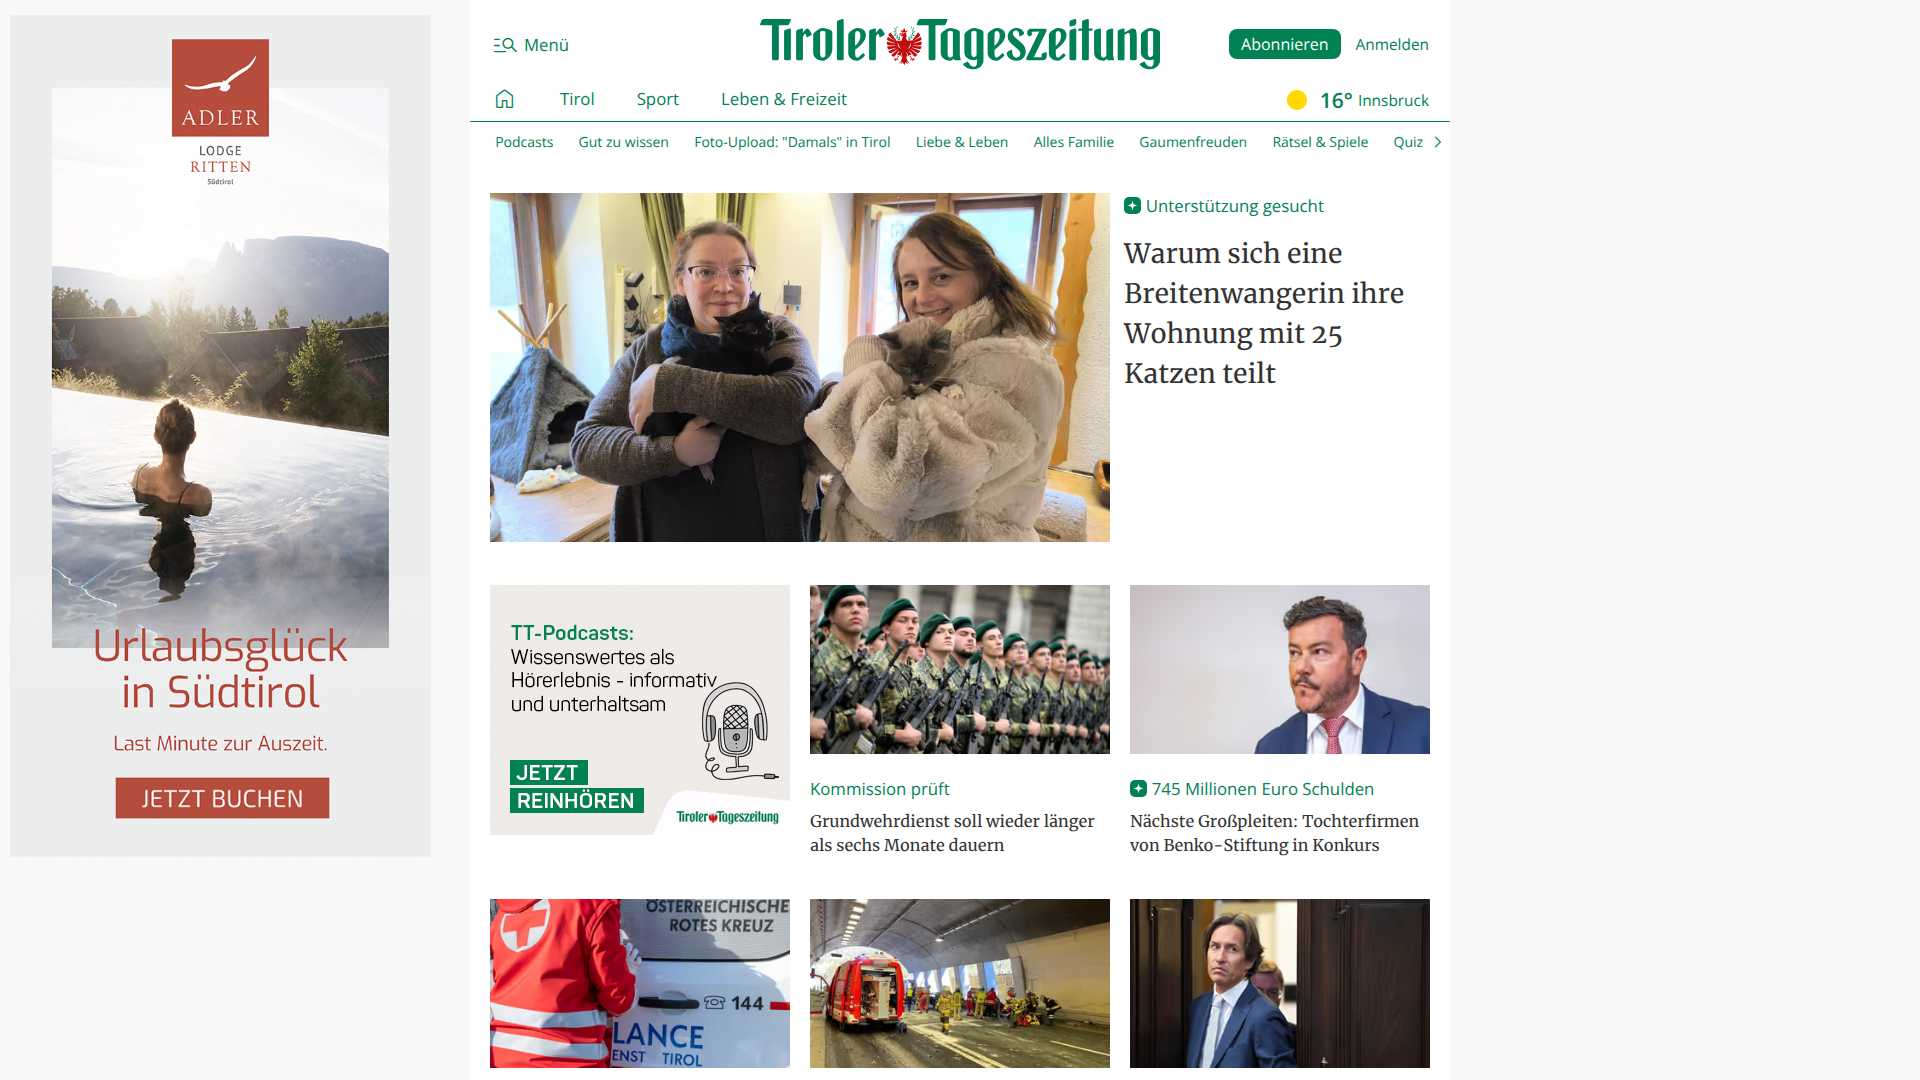 ADLER
LODGE
RITTEN
Südtirol
Urlaubsglück
in Südtirol
Last Minute zur Auszeit.
JETZT BUCHEN
Menü
Tiroler Tageszeitung
Abonnieren
Anmelden
Tirol
Sport
Leben & Freizeit
16° Innsbruck
Podcasts
Gut zu wissen
Foto-Upload: "Damals" in Tirol
Liebe & Leben
Alles Familie
Gaumenfreuden
Rätsel & Spiele
Quiz
Unterstützung gesucht
Warum sich eine
Breitenwangerin ihre
Wohnung mit 25
Katzen teilt
TT-Podcasts:
Wissenswertes als
Hörerlebnis - informativ
und unterhaltsam
JETZT
REINHÖREN
Tiroler Tageszeitung
Kommission prüft
Grundwehrdienst soll wieder länger
als sechs Monate dauern
745 Millionen Euro Schulden
Nächste Großpleiten: Tochterfirmen
von Benko-Stiftung in Konkurs
ÖSTERREICHISCHE
ROTES KREUZ
144
LANCE
ENST TIROL